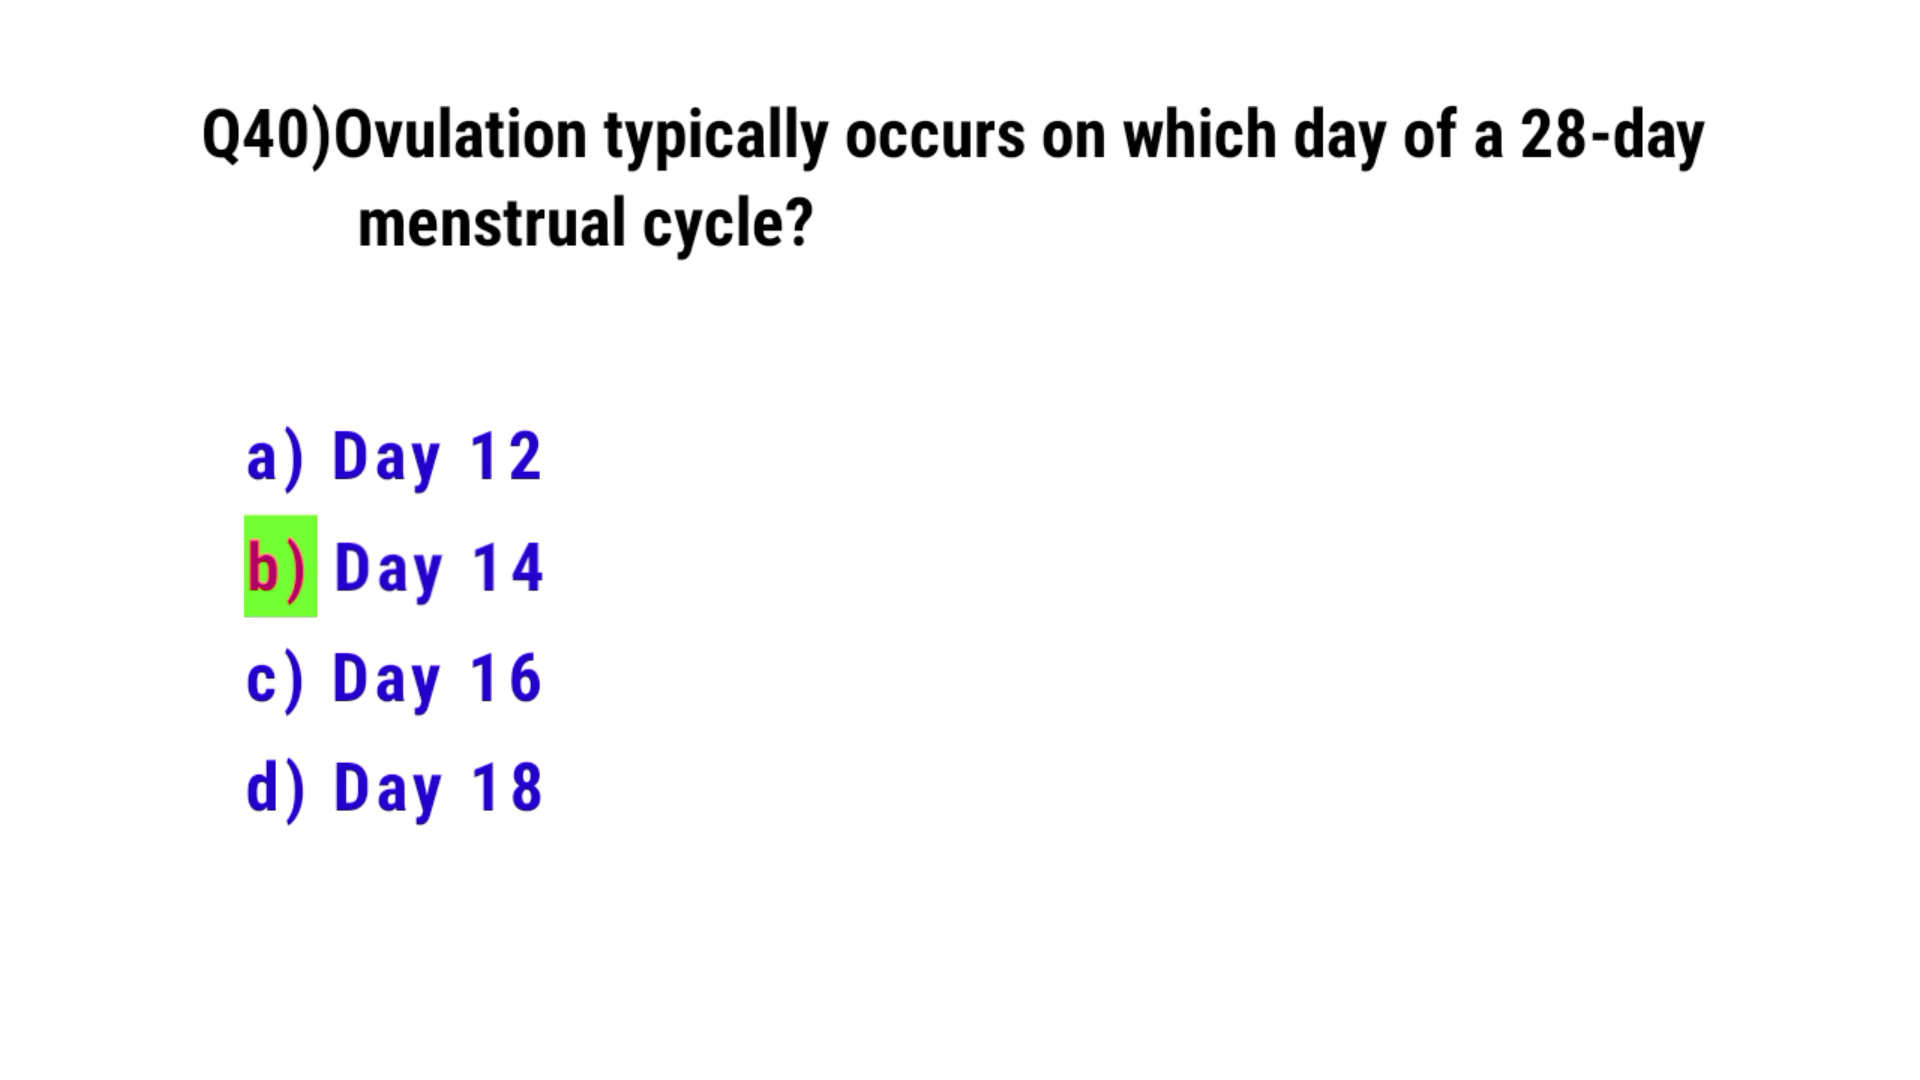 Q40)Ovulation typically occurs on which day of a 28-day
menstrual cycle?
a) Day 12
b) Day 14
c) Day 16
d) Day 18